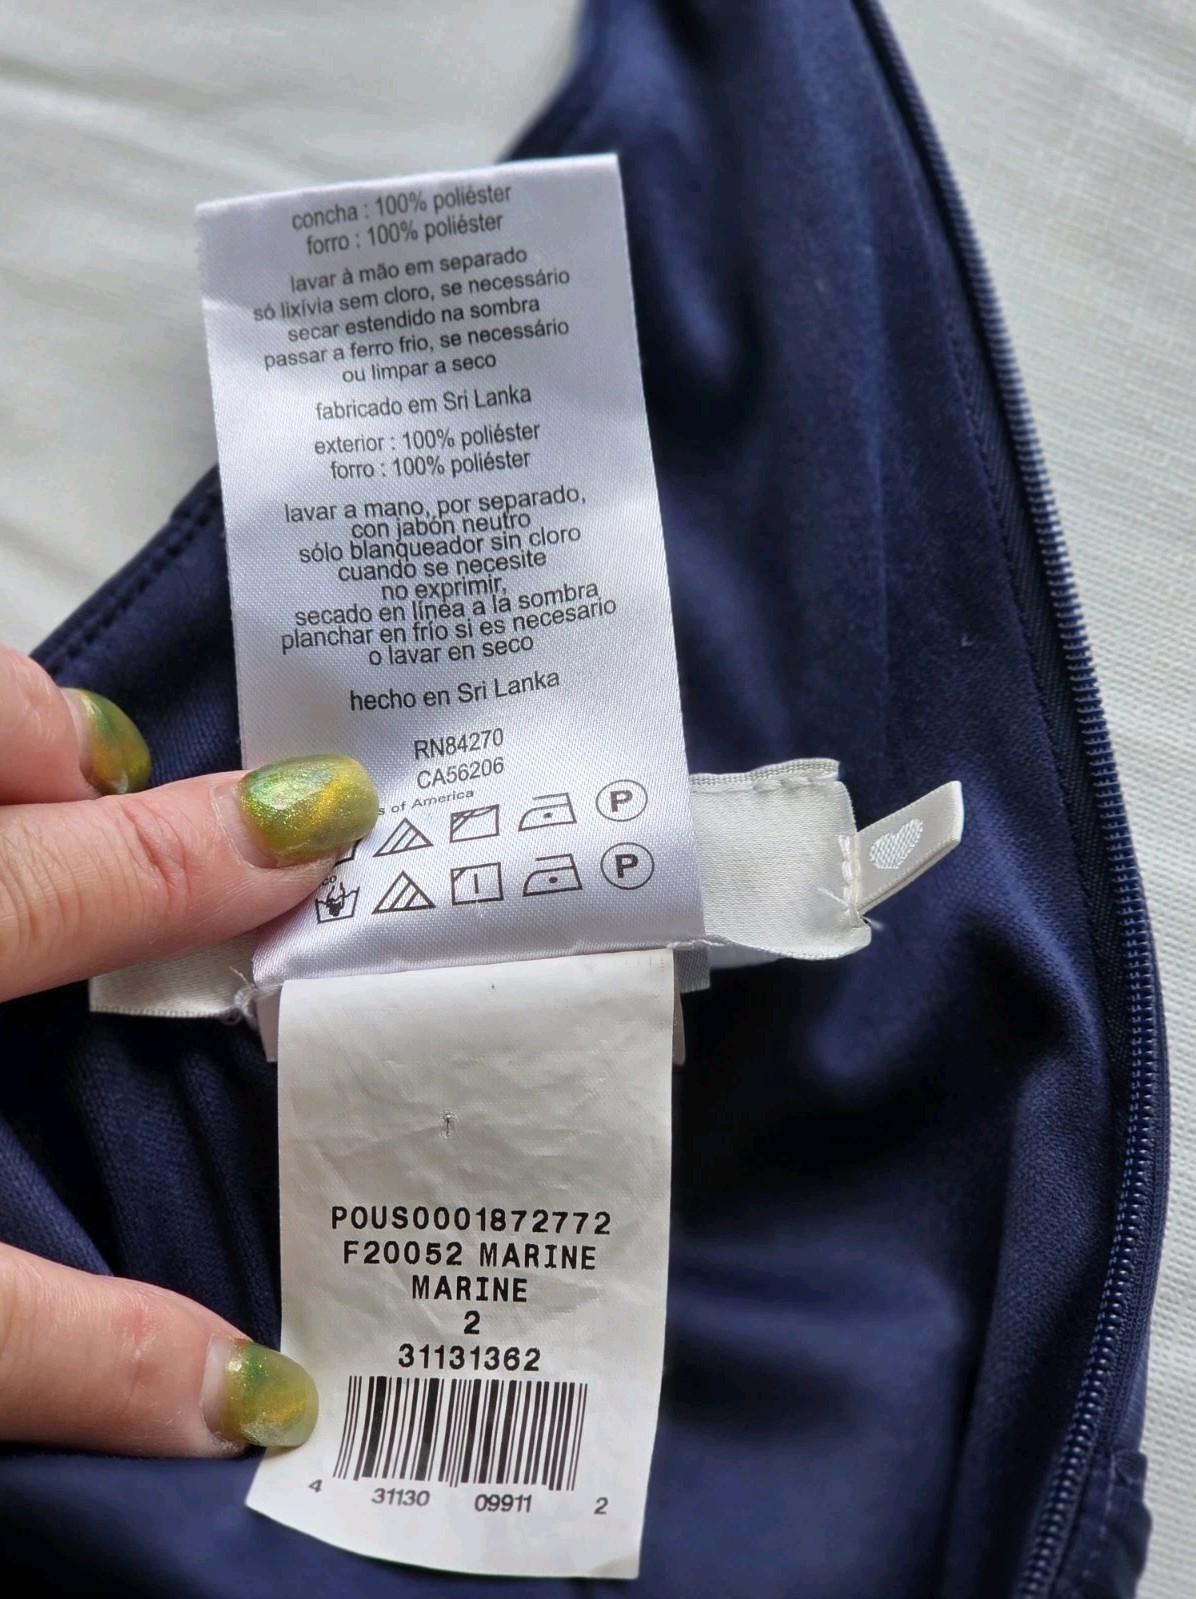 concha : 100% poliéster
forro : 100% poliéster
lavar à mão em separado
só lixívia sem cloro, se necessário
secar estendido na sombra
passar a ferro frio, se necessário
ou limpar a seco
fabricado em Sri Lanka
exterior : 100% poliéster
forro : 100% poliéster
lavar a mano, por separado,
con jabón neutro
sólo blanqueador sin cloro
cuando se necesite
no exprimir,
secado en línea a la sombra
planchar en frío si es necesario
o lavar en seco
hecho en Sri Lanka
RN84270
CA56206
of America
P
P
POUS0001872772
F20052 MARINE
MARINE
2
31131362
4 31130 09911 2